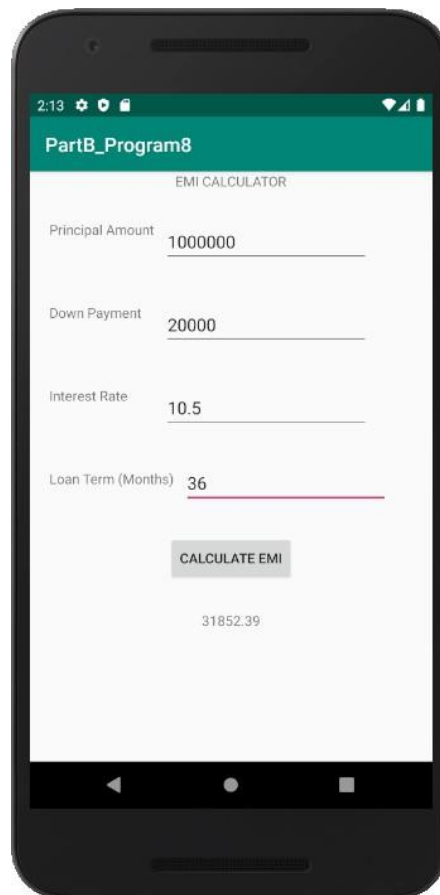 2:13
PartB_Program8
EMI CALCULATOR
Principal Amount 1000000
Down Payment 20000
Interest Rate 10.5
Loan Term (Months) 36
CALCULATE EMI
31852.39